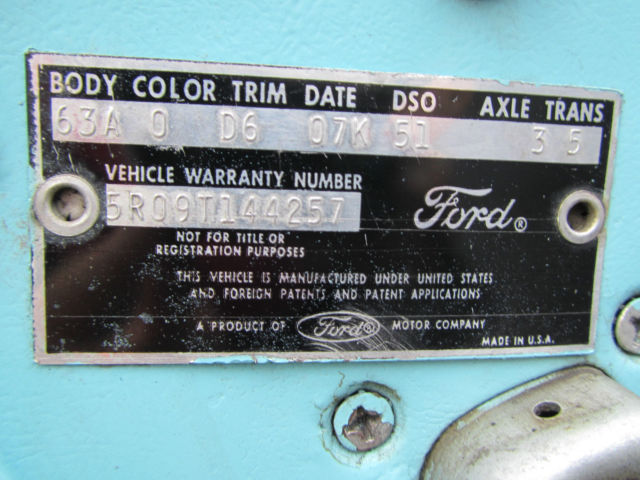 BODY COLOR TRIM DATE DSO AXLE TRANS
63A O D6 07K 51 3 5
VEHICLE WARRANTY NUMBER
5R09T144257
Ford®
NOT FOR TITLE OR
REGISTRATION PURPOSES
THIS VEHICLE IS MANUFACTURED UNDER UNITED STATES
AND FOREIGN PATENTS AND PATENT APPLICATIONS
A PRODUCT OF Ford® MOTOR COMPANY
MADE IN U.S.A.